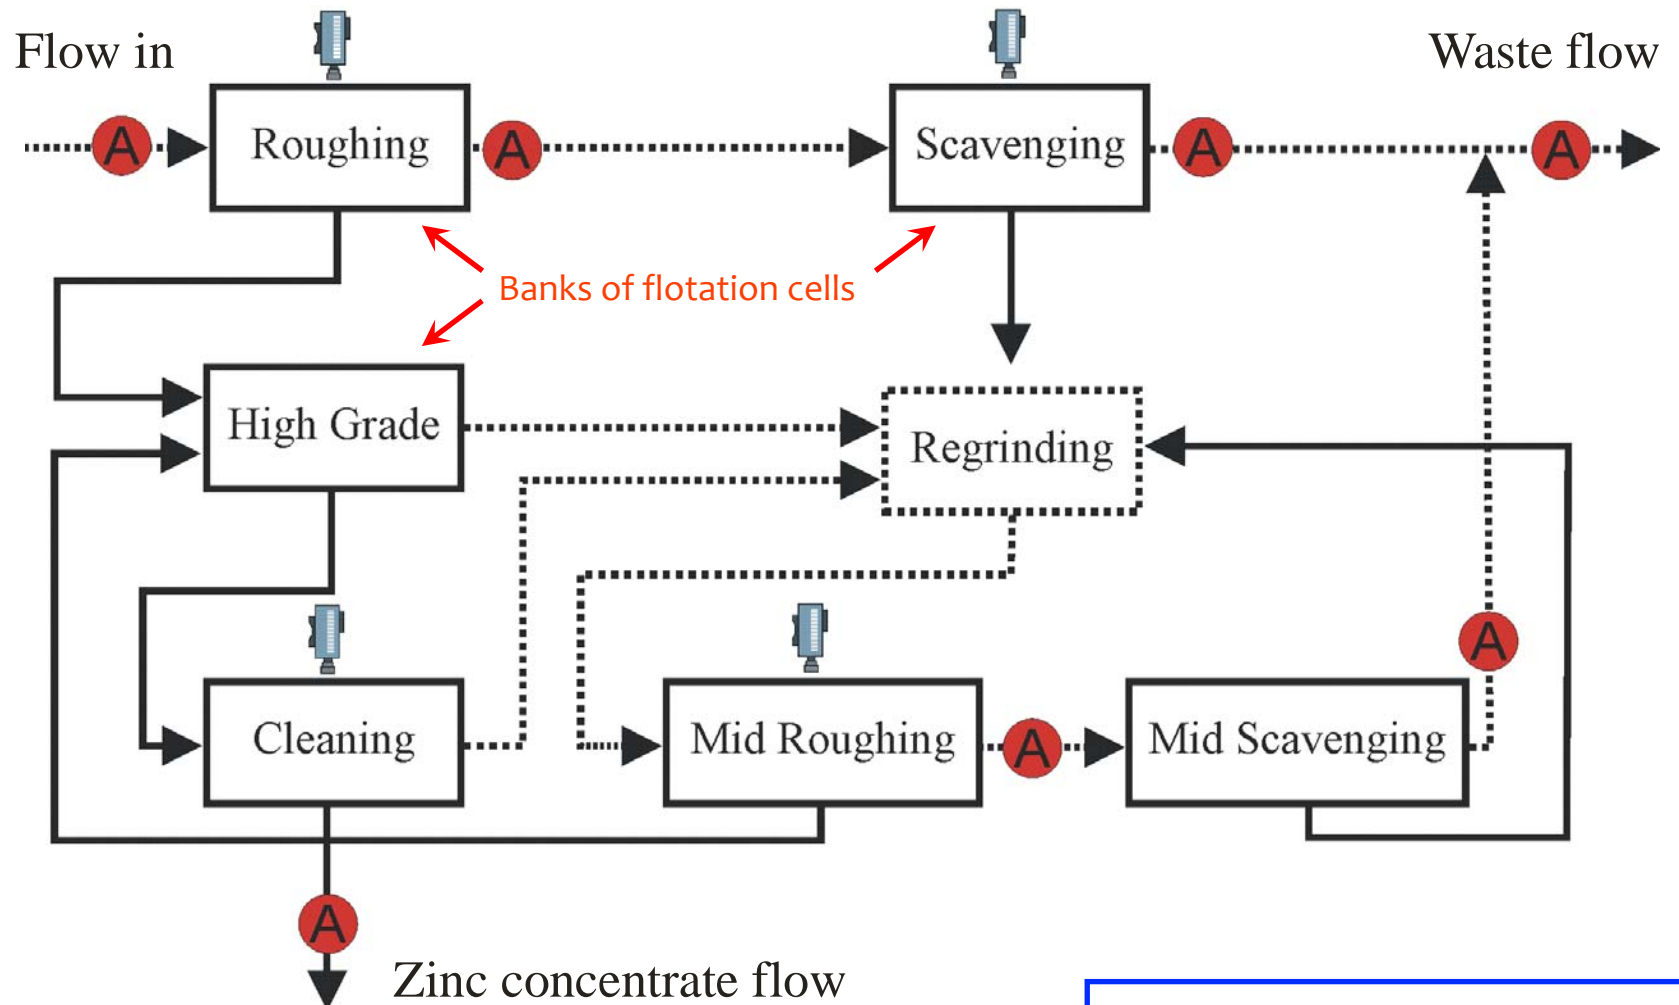 Flow in
Waste flow
A
Roughing
A
Scavenging
A
A
Banks of flotation cells
High Grade
Regrinding
A
Cleaning
Mid Roughing
A
Mid Scavenging
A
Zinc concentrate flow